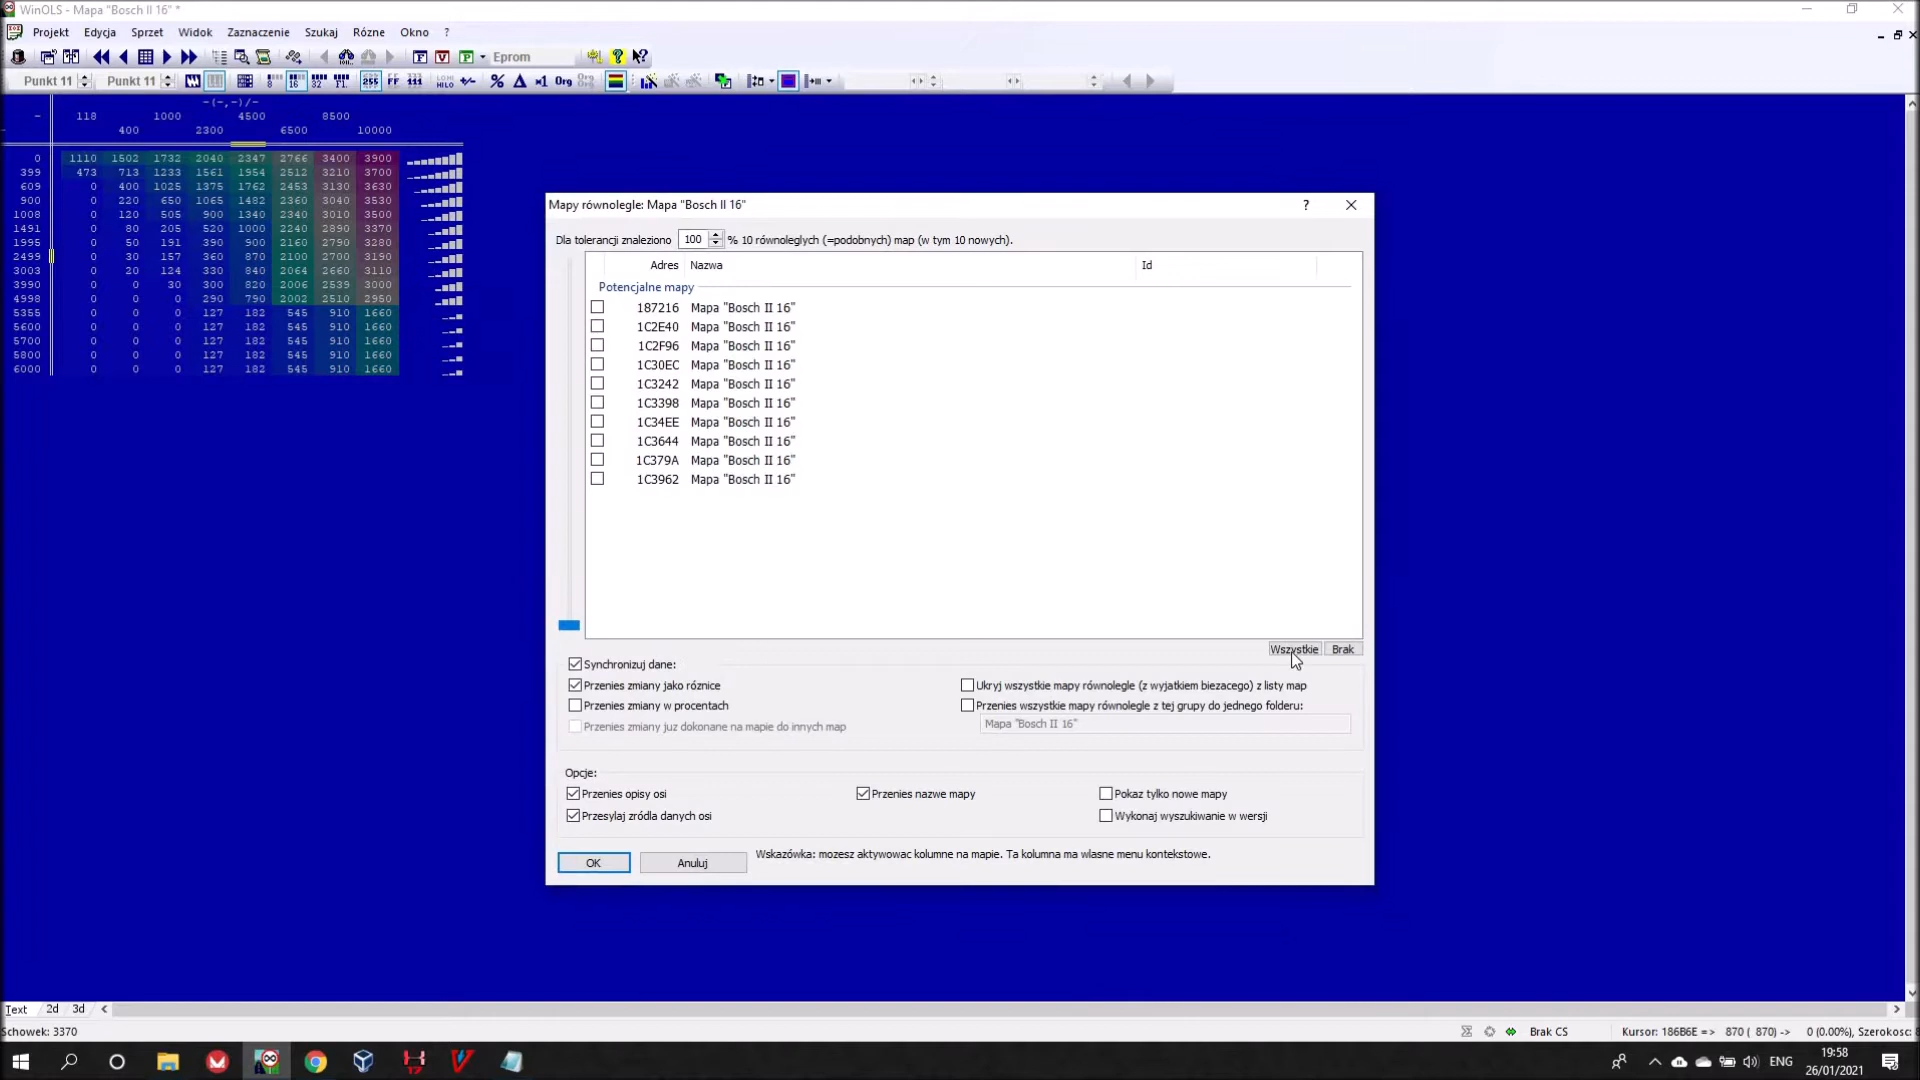 WinOLS - Mapa "Bosch II 16" *
Projekt Edycja Sprzet Widok Zaznaczenie Szukaj Różne Okno ?
Eprom
Punkt 11 Punkt 11
-(-,-)/-
- 118 1000 4500 8500
400 2300 6500 10000
0 1110 1502 1732 2040 2347 2766 3400 3900
399 473 713 1233 1561 1954 2512 3210 3700
609 0 400 1025 1375 1762 2453 3130 3630
900 0 220 650 1065 1482 2360 3040 3530
1008 0 120 505 900 1340 2340 3010 3500
1491 0 80 205 520 1000 2240 2890 3370
1995 0 50 191 390 900 2160 2790 3280
2499 0 30 157 360 870 2100 2700 3190
3003 0 20 124 330 840 2064 2660 3110
3990 0 0 30 300 820 2006 2539 3000
4998 0 0 0 290 790 2002 2510 2950
5355 0 0 0 127 182 545 910 1660
5600 0 0 0 127 182 545 910 1660
5700 0 0 0 127 182 545 910 1660
5800 0 0 0 127 182 545 910 1660
6000 0 0 0 127 182 545 910 1660
Mapy równolegle: Mapa "Bosch II 16"
Dla tolerancji znaleziono 100 % 10 równoleglych (=podobnych) map (w tym 10 nowych).
Adres Nazwa Id
Potencjalne mapy
187216 Mapa "Bosch II 16"
1C2E40 Mapa "Bosch II 16"
1C2F96 Mapa "Bosch II 16"
1C30EC Mapa "Bosch II 16"
1C3242 Mapa "Bosch II 16"
1C3398 Mapa "Bosch II 16"
1C34EE Mapa "Bosch II 16"
1C3644 Mapa "Bosch II 16"
1C379A Mapa "Bosch II 16"
1C3962 Mapa "Bosch II 16"
Wszystkie Brak
Synchronizuj dane:
Przenies zmiany jako róznice
Ukryj wszystkie mapy równolegle (z wyjatkiem biezacego) z listy map
Przenies zmiany w procentach
Przenies wszystkie mapy równolegle z tej grupy do jednego folderu:
Przenies zmiany juz dokonane na mapie do innych map
Mapa "Bosch II 16"
Opcje:
Przenies opisy osi Przenies nazwe mapy Pokaz tylko nowe mapy
Przesylaj zródla danych osi Wykonaj wyszukiwanie w wersji
OK Anuluj
Wskazówka: mozesz aktywowac kolumne na mapie. Ta kolumna ma wlasne menu kontekstowe.
Text 2d 3d
Schowek: 3370
Brak CS
Kursor: 186B6E => 870 ( 870) -> 0 (0.00%), Szerokosc:
ENG
19:58
26/01/2021